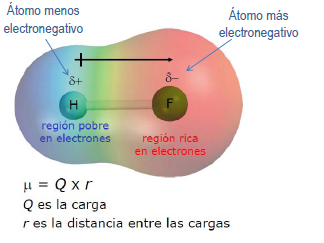 Átomo menos
electronegativo
Átomo más
electronegativo
δ+
δ−
H
F
región pobre
en electrones
región rica
en electrones
μ = Q x r
Q es la carga
r es la distancia entre las cargas